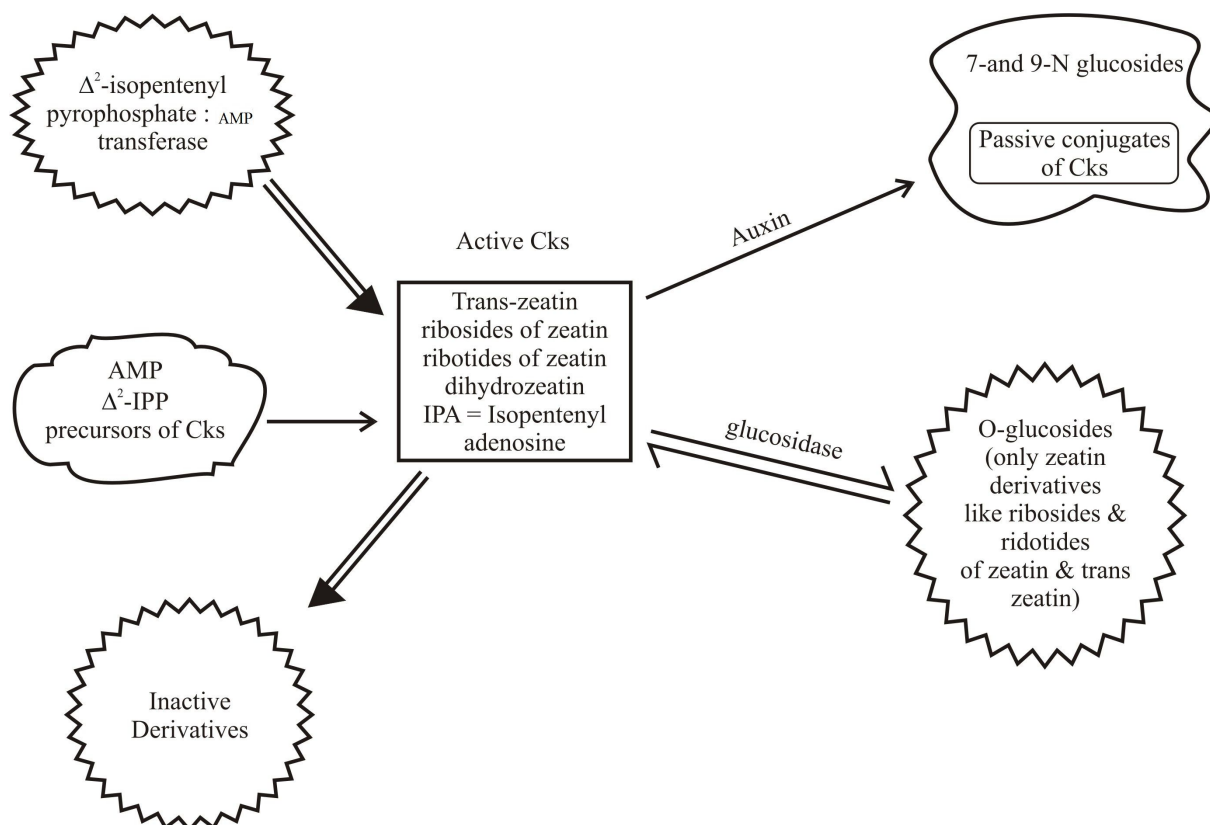 Δ²-isopentenyl
pyrophosphate : AMP
transferase
7-and 9-N glucosides
Passive conjugates
of Cks
Auxin
Active Cks
Trans-zeatin
ribosides of zeatin
ribotides of zeatin
dihydrozeatin
IPA = Isopentenyl
adenosine
AMP
Δ²-IPP
precursors of Cks
glucosidase
O-glucosides
(only zeatin
derivatives
like ribosides &
ridotides
of zeatin & trans
zeatin)
Inactive
Derivatives